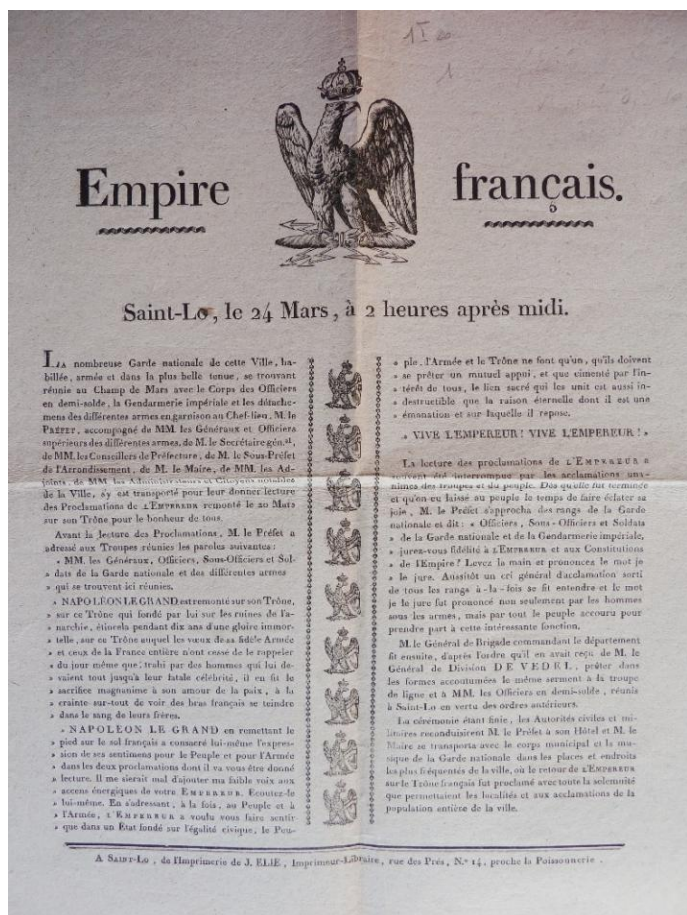 1 T 20
1
Empire français.
Saint-Lo, le 24 Mars, à 2 heures après midi.
La nombreuse Garde nationale de cette Ville, ha-
billée, armée et dans la plus belle tenue, se trouvant
réunie au Champ de Mars avec le Corps des Officiers
en demi-solde, la Gendarmerie impériale et les détache-
mens des différentes armes en garnison au Chef-lieu, M. le
PRÉFET, accompagné de MM. les Généraux et Officiers
supérieurs des différentes armes, de M. le Secrétaire gén.al,
de MM. les Conseillers de Préfecture, de M. le Sous-Préfet
de l'Arrondissement, de M. le Maire, de MM. les Ad-
joints, de MM. les Administrateurs et Citoyens notables
de la Ville, s'y est transporté pour leur donner lecture
des Proclamations de L'EMPEREUR remonté le 20 Mars
sur son Trône pour le bonheur de tous.
Avant la lecture des Proclamations, M. le Préfet a
adressé aux Troupes réunies les paroles suivantes :
« MM. les Généraux, Officiers, Sous-Officiers et Sol-
» dats de la Garde nationale et des différentes armes
» qui se trouvent ici réunies.
» NAPOLÉON LE GRAND est remonté sur son Trône,
» sur ce Trône qui fondé par lui sur les ruines de l'a-
» narchie, étincela pendant dix ans d'une gloire immor-
» telle, sur ce Trône auquel les vœux de sa fidèle Armée
» et ceux de la France entière n'ont cessé de le rappeler
» du jour même que, trahi par des hommes qui lui de-
» vaient tout jusqu'à leur fatale célébrité, il en fit le
» sacrifice magnanime à son amour de la paix, à la
» crainte sur-tout de voir des bras français se teindre
» dans le sang de leurs frères.
» NAPOLÉON LE GRAND en remettant le
» pied sur le sol français a consacré lui-même l'expres-
» sion de ses sentimens pour le Peuple et pour l'Armée
» dans les deux proclamations dont il va vous être donné
» lecture. Il me sierait mal d'ajouter ma faible voix aux
» accens énergiques de votre EMPEREUR. Ecoutez-le
» lui-même. En s'adressant, à la fois, au Peuple et à
» l'Armée, L'EMPEREUR a voulu vous faire sentir
» que dans un État fondé sur l'égalité civique, le Peu-
» ple, l'Armée et le Trône ne font qu'un, qu'ils doivent
» se prêter un mutuel appui, et que cimenté par l'in-
» térêt de tous, le lien sacré qui les unit est aussi in-
» destructible que la raison éternelle dont il est une
» émanation et sur laquelle il repose.
» VIVE L'EMPEREUR ! VIVE L'EMPEREUR ! »
La lecture des proclamations de L'EMPEREUR a
souvent été interrompue par les acclamations una-
nimes des troupes et du peuple. Dès qu'elle fut terminée
et qu'on eu laissé au peuple le temps de faire éclater sa
joie, M. le Préfet s'approcha des rangs de la Garde
nationale et dit : « Officiers, Sous-Officiers et Soldats
» de la Garde nationale et de la Gendarmerie impériale,
» jurez-vous fidélité à L'EMPEREUR et aux Constitutions
» de l'Empire ? Levez la main et prononcez le mot je
» le jure. Aussitôt un cri général d'acclamation sorti
de tous les rangs à-la-fois se fit entendre et le mot
je le jure fut prononcé non seulement par les hommes
sous les armes, mais par tout le peuple accouru pour
prendre part à cette intéressante fonction.
M. le Général de Brigade commandant le département
fit ensuite, d'après l'ordre qu'il en avait reçu de M. le
Général de Division DE VEDEL, prêter dans
les formes accoutumées le même serment à la troupe
de ligne et à MM. les Officiers en demi-solde, réunis
à Saint-Lo en vertu des ordres antérieurs.
La cérémonie étant finie, les Autorités civiles et mi-
litaires reconduisirent M. le Préfet à son Hôtel et M. le
Maire se transporta avec le corps municipal et la mu-
sique de la Garde nationale dans les places et endroits
les plus fréquentés de la ville, où le retour de L'EMPEREUR
sur le Trône français fut proclamé avec toute la solennité
que permettaient les localités et aux acclamations de la
population entière de la ville.
A SAINT-LO, de l'Imprimerie de J. ELIE, Imprimeur-Libraire, rue des Prés, N.º 14, proche la Poissonnerie.